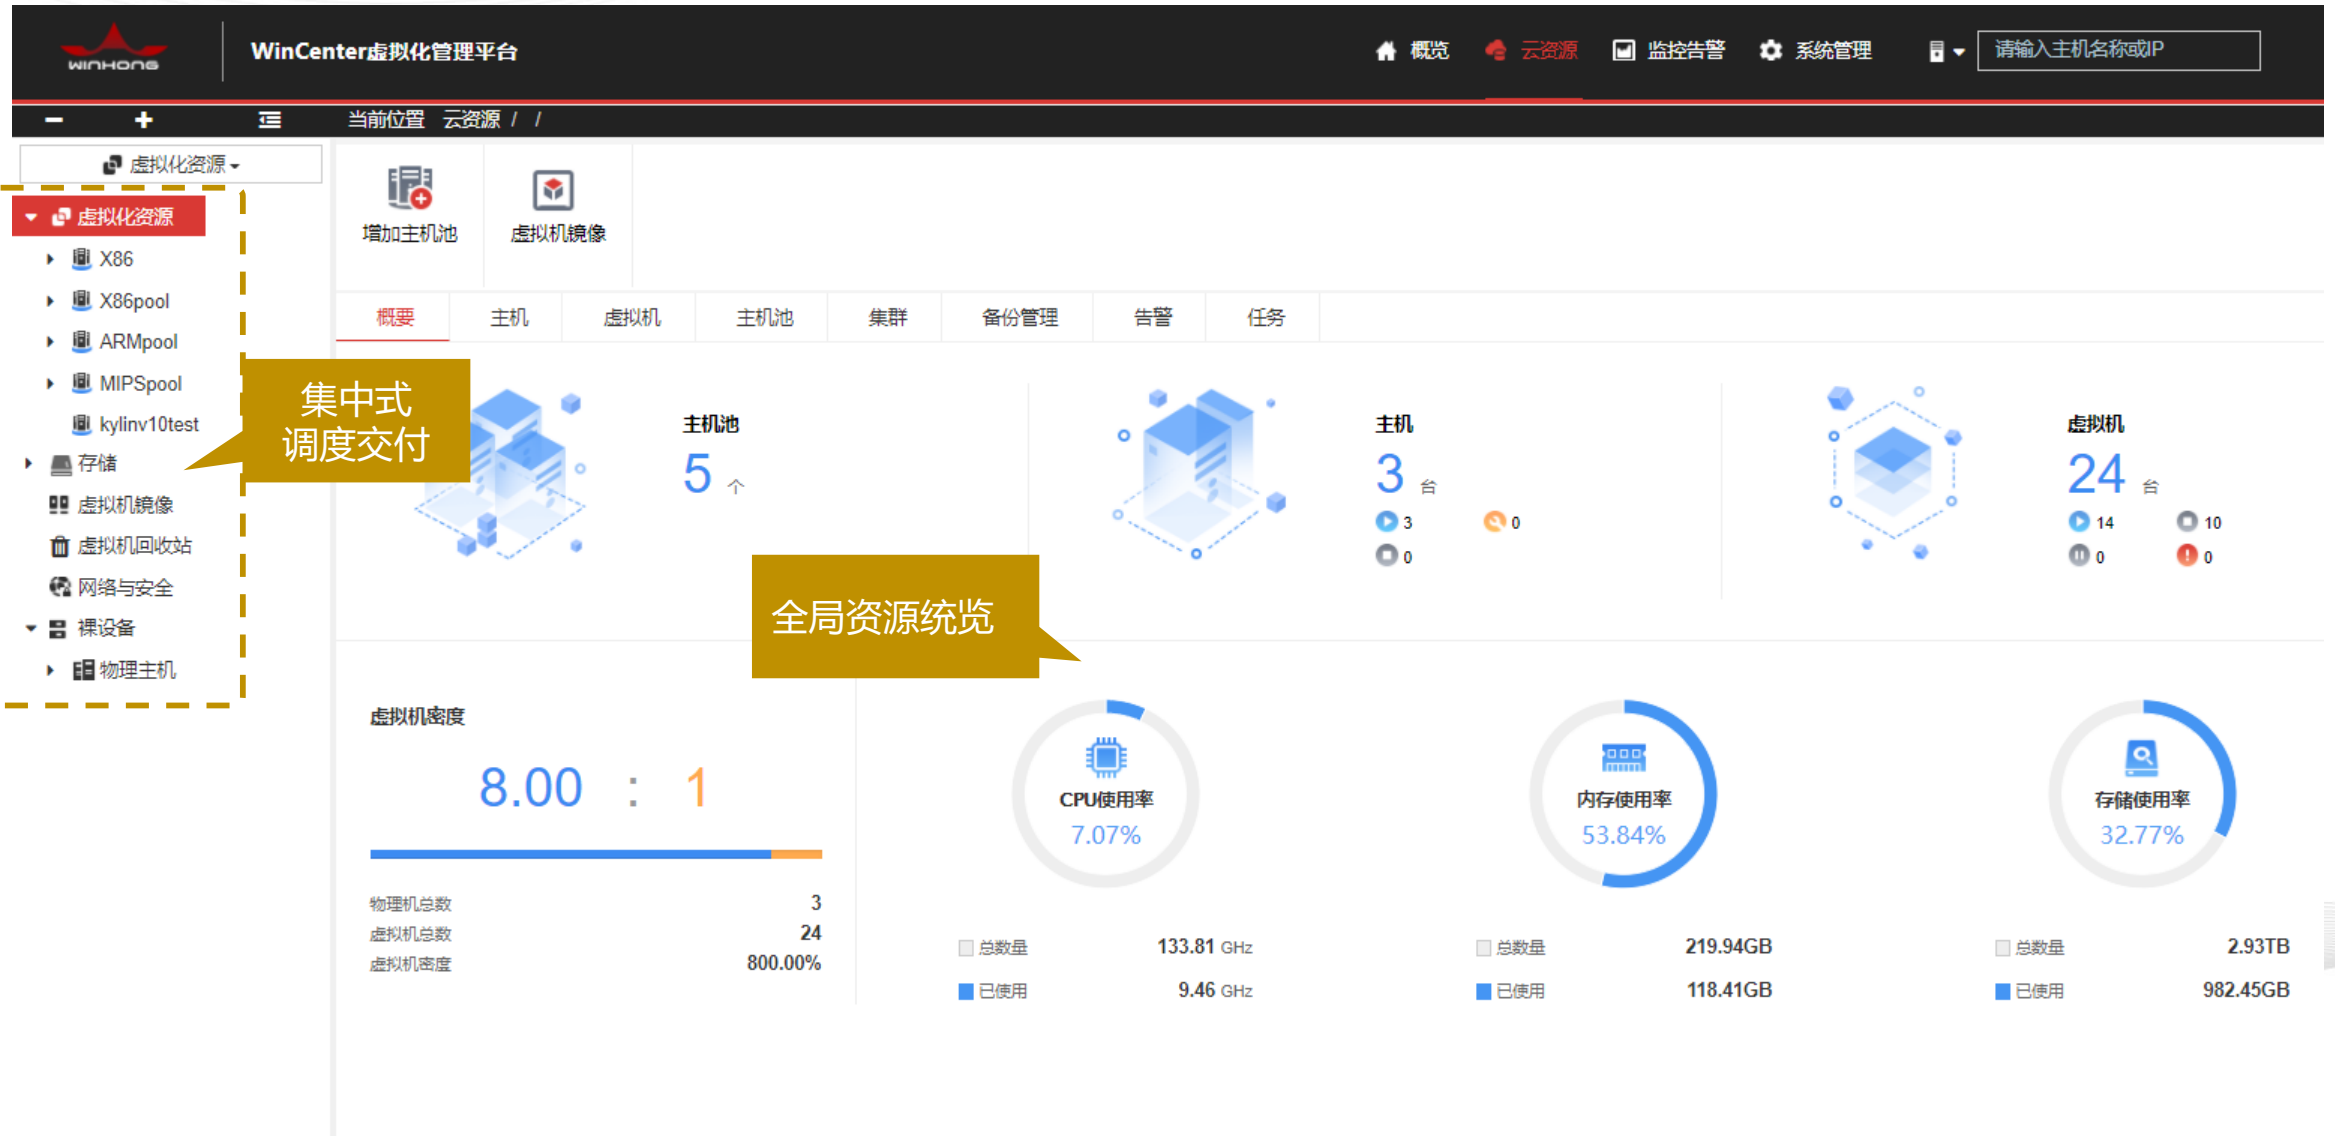 WINHONG
WinCenter虚拟化管理平台
概览
云资源
监控告警
系统管理
请输入主机名称或IP
当前位置 云资源 / /
虚拟化资源
虚拟化资源
X86
X86pool
ARMpool
MIPSpool
kylinv10test
存储
虚拟机镜像
虚拟机回收站
网络与安全
裸设备
物理主机
集中式
调度交付
增加主机池
虚拟机镜像
概要
主机
虚拟机
主机池
集群
备份管理
告警
任务
主机池
5 个
主机
3 台
3
0
0
虚拟机
24 台
14
10
0
0
全局资源统览
虚拟机密度
8.00 : 1
物理机总数 3
虚拟机总数 24
虚拟机密度 800.00%
CPU使用率
7.07%
总数量 133.81 GHz
已使用 9.46 GHz
内存使用率
53.84%
总数量 219.94GB
已使用 118.41GB
存储使用率
32.77%
总数量 2.93TB
已使用 982.45GB